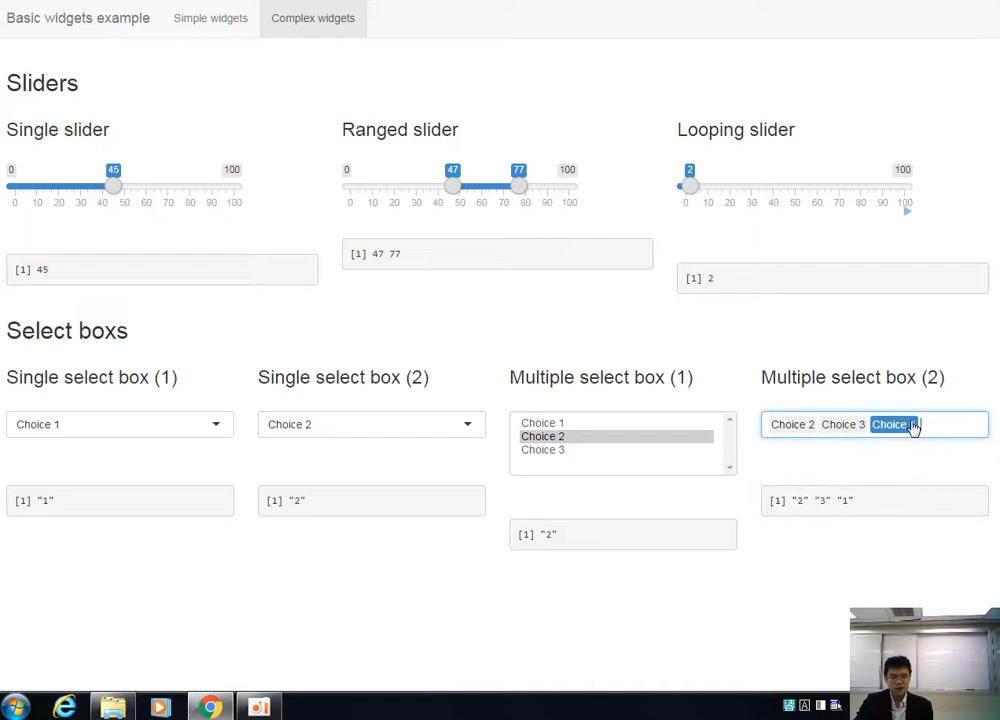 Basic widgets example Simple widgets Complex widgets
Sliders
Single slider Ranged slider Looping slider
0 45 100 0 47 77 100 2 100
0 10 20 30 40 50 60 70 80 90 100 0 10 20 30 40 50 60 70 80 90 100 0 10 20 30 40 50 60 70 80 90 100
[1] 47 77
[1] 45
[1] 2
Select boxs
Single select box (1) Single select box (2) Multiple select box (1) Multiple select box (2)
Choice 1 Choice 2 Choice 1 Choice 2 Choice 3 Choice
Choice 2
Choice 3
[1] "1" [1] "2" [1] "2" "3" "1"
[1] "2"
A